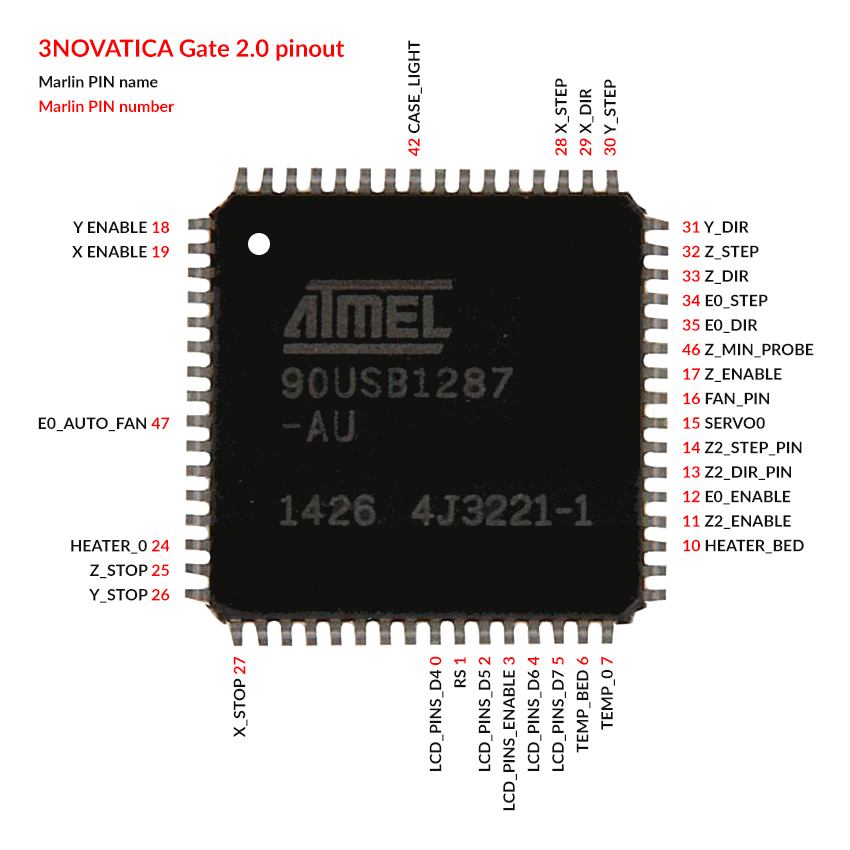 3NOVATICA Gate 2.0 pinout
Marlin PIN name
Marlin PIN number
42 CASE_LIGHT
28 X_STEP
29 X_DIR
30 Y_STEP
Y ENABLE 18
X ENABLE 19
E0_AUTO_FAN 47
HEATER_0 24
Z_STOP 25
Y_STOP 26
ATMEL
90USB1287
-AU
1426 4J3221-1
31 Y_DIR
32 Z_STEP
33 Z_DIR
34 E0_STEP
35 E0_DIR
46 Z_MIN_PROBE
17 Z_ENABLE
16 FAN_PIN
15 SERVO0
14 Z2_STEP_PIN
13 Z2_DIR_PIN
12 E0_ENABLE
11 Z2_ENABLE
10 HEATER_BED
X_STOP 27
LCD_PINS_D4 0
RS 1
LCD_PINS_D5 2
LCD_PINS_ENABLE 3
LCD_PINS_D6 4
LCD_PINS_D7 5
TEMP_BED 6
TEMP_0 7